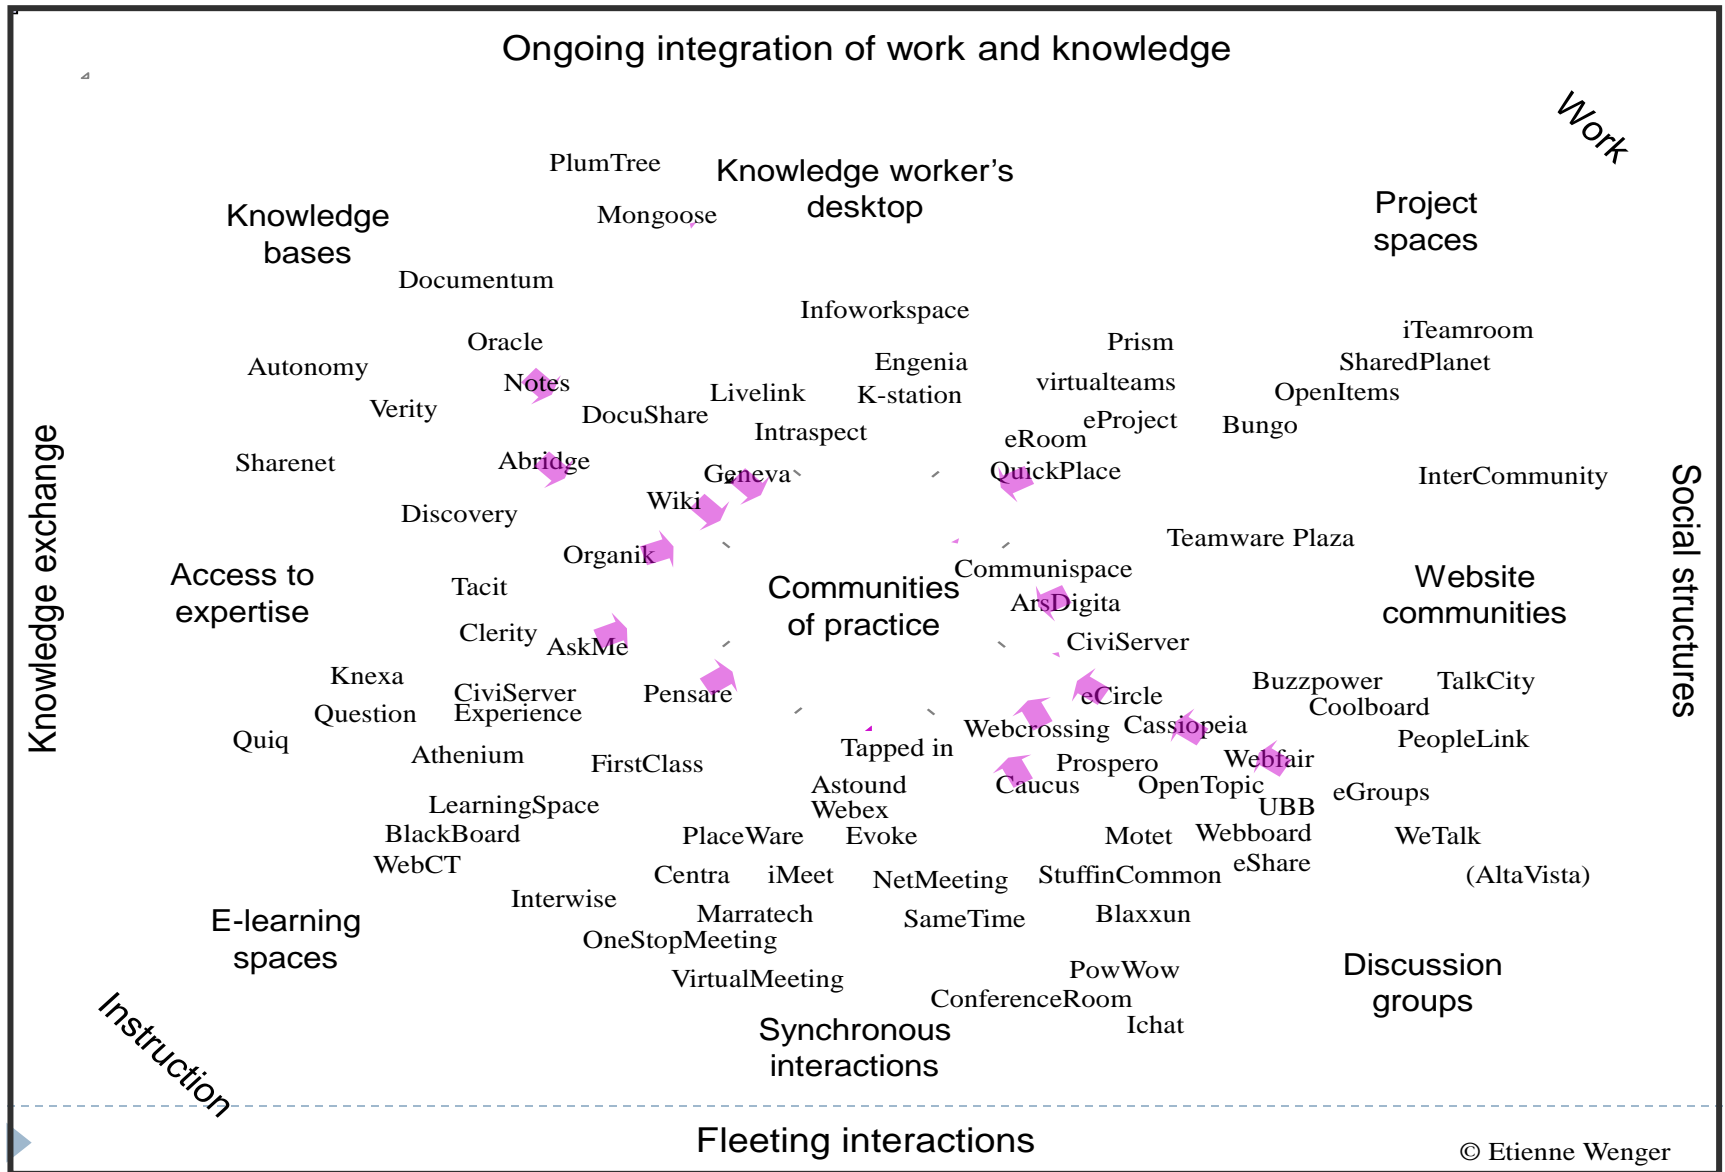 Ongoing integration of work and knowledge
Work
PlumTree
Knowledge worker's
desktop
Mongoose
Project
spaces
Knowledge
bases
Documentum
Infoworkspace
iTeamroom
Oracle
Prism
Autonomy
Engenia
SharedPlanet
Notes
virtualteams
Livelink
K-station
OpenItems
Verity
DocuShare
eProject
Bungo
Intraspect
eRoom
Sharenet
Abridge
Geneva
QuickPlace
InterCommunity
Knowledge exchange
Social structures
Wiki
Discovery
Teamware Plaza
Organik
Communispace
Access to
expertise
Tacit
Communities
of practice
ArsDigita
Website
communities
Clerity
AskMe
CiviServer
Knexa
CiviServer
Experience
Pensare
eCircle
Buzzpower
TalkCity
Question
Coolboard
Webcrossing
Cassiopeia
Quiq
Athenium
Tapped in
PeopleLink
FirstClass
Prospero
Webfair
Astound
Caucus
OpenTopic
eGroups
LearningSpace
Webex
UBB
BlackBoard
PlaceWare
Evoke
Motet
Webboard
WeTalk
WebCT
Centra
iMeet
NetMeeting
StuffinCommon
eShare
(AltaVista)
Interwise
Marratech
SameTime
Blaxxun
E-learning
spaces
OneStopMeeting
VirtualMeeting
PowWow
Discussion
groups
ConferenceRoom
Ichat
Instruction
Synchronous
interactions
Fleeting interactions
© Etienne Wenger